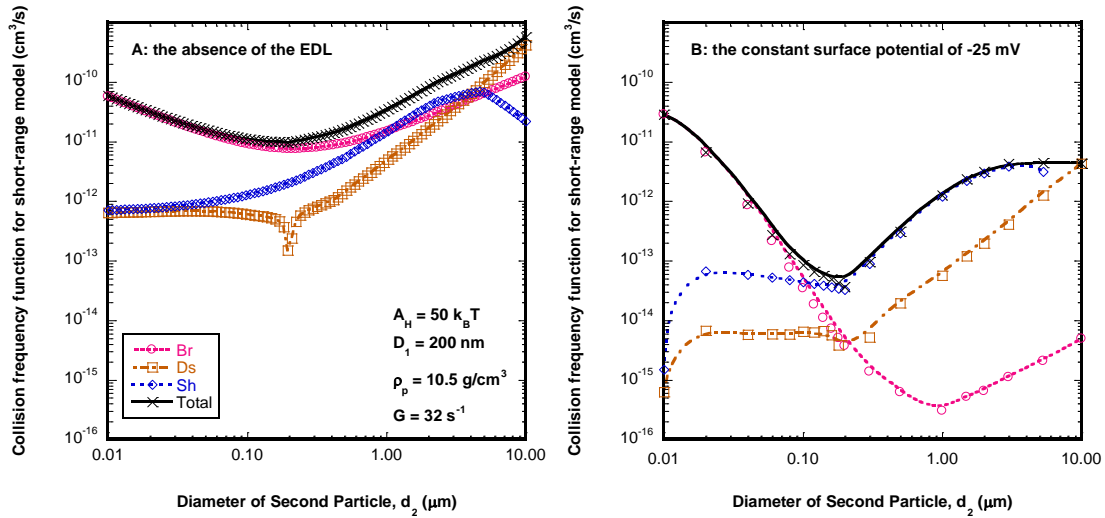 Collision frequency function for short-range model (cm³/s)
A: the absence of the EDL
10⁻¹⁰
10⁻¹¹
10⁻¹²
10⁻¹³
10⁻¹⁴
10⁻¹⁵
10⁻¹⁶
Br
Ds
Sh
Total
A_H = 50 k_BT
D_1 = 200 nm
ρ_p = 10.5 g/cm³
G = 32 s⁻¹
0.01 0.10 1.00 10.00
Diameter of Second Particle, d_2 (μm)
Collision frequency function for short-range model (cm³/s)
B: the constant surface potential of -25 mV
10⁻¹⁰
10⁻¹¹
10⁻¹²
10⁻¹³
10⁻¹⁴
10⁻¹⁵
10⁻¹⁶
0.01 0.10 1.00 10.00
Diameter of Second Particle, d_2 (μm)